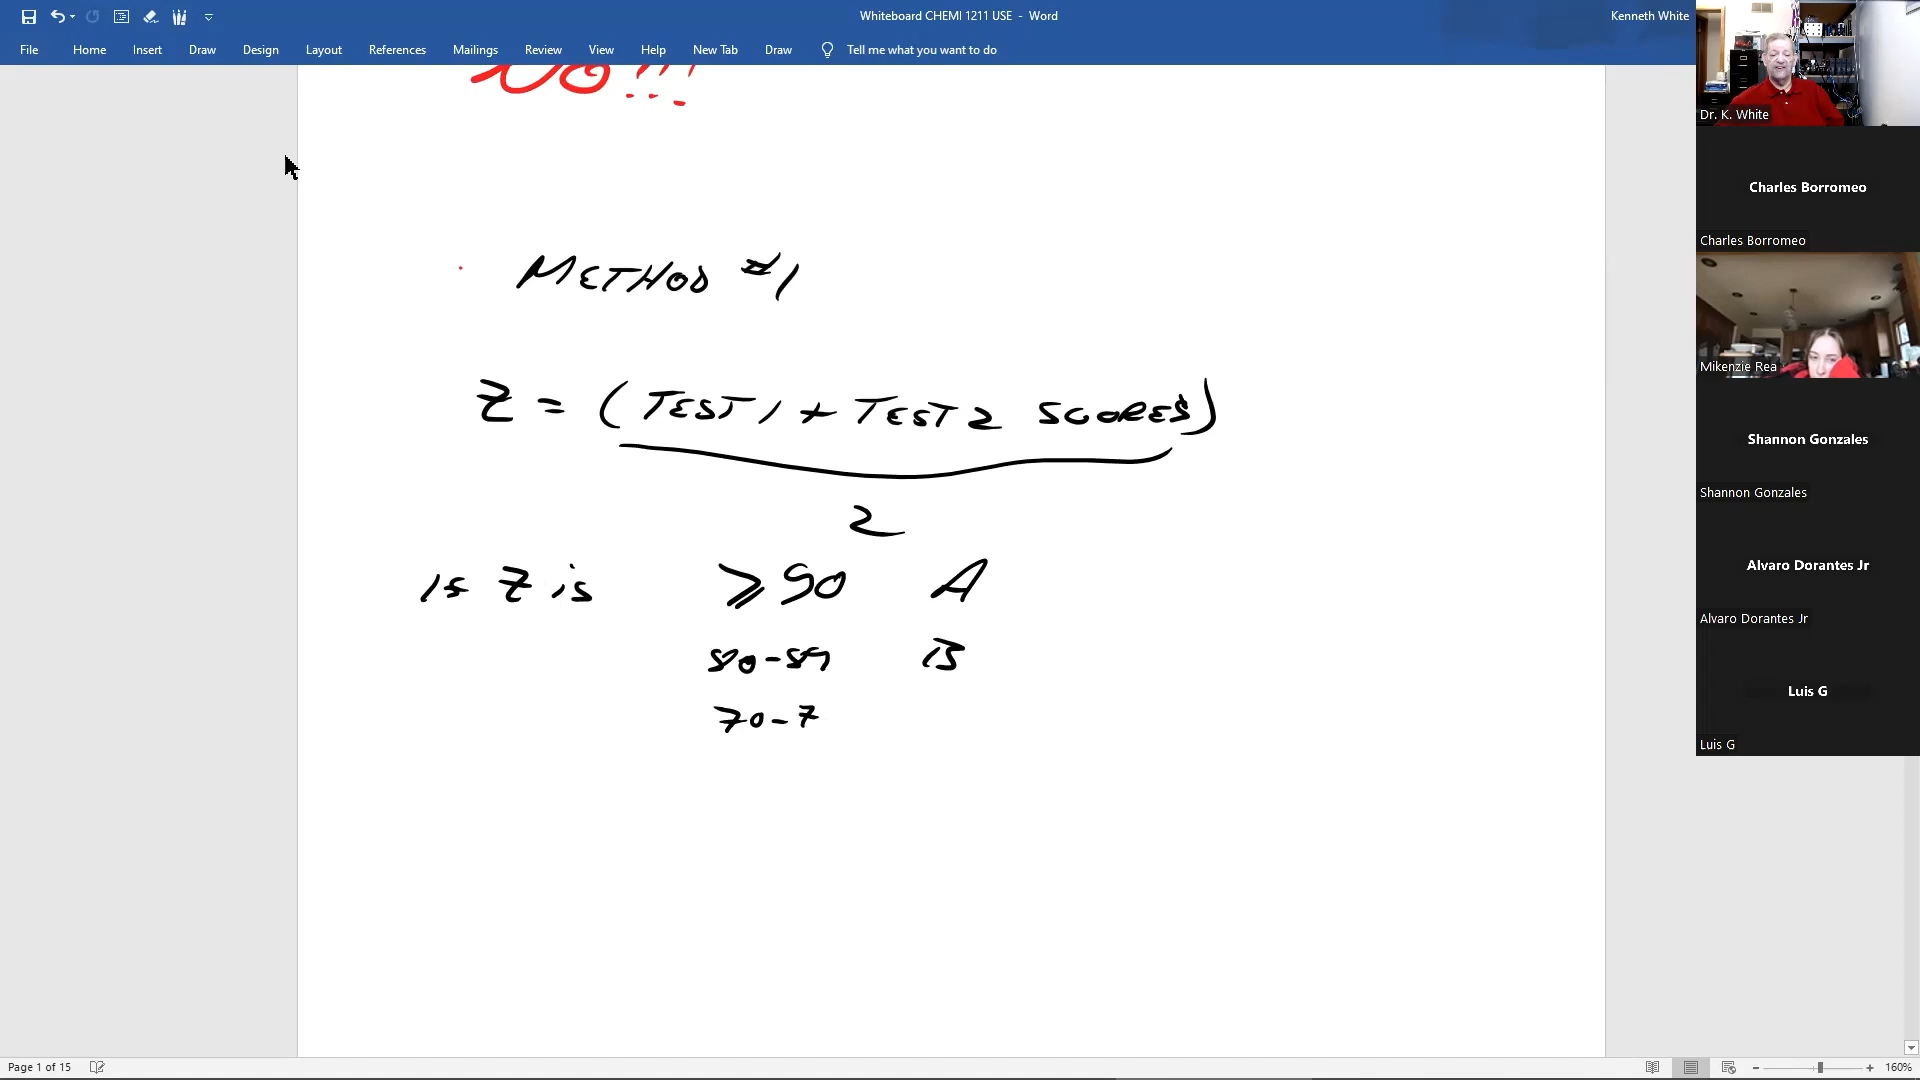 Whiteboard CHEMI 1211 USE - Word
Kenneth White
File Home Insert Draw Design Layout References Mailings Review View Help New Tab Draw Tell me what you want to do
NO!!!
METHOD #1
Z = (TEST 1 + TEST 2 SCORES)
2
If Z is ≥ 90 A
80-89 B
70-7
Dr. K. White
Charles Borromeo
Charles Borromeo
Mikenzie Rea
Shannon Gonzales
Shannon Gonzales
Alvaro Dorantes Jr
Alvaro Dorantes Jr
Luis G
Luis G
Page 1 of 15
160%